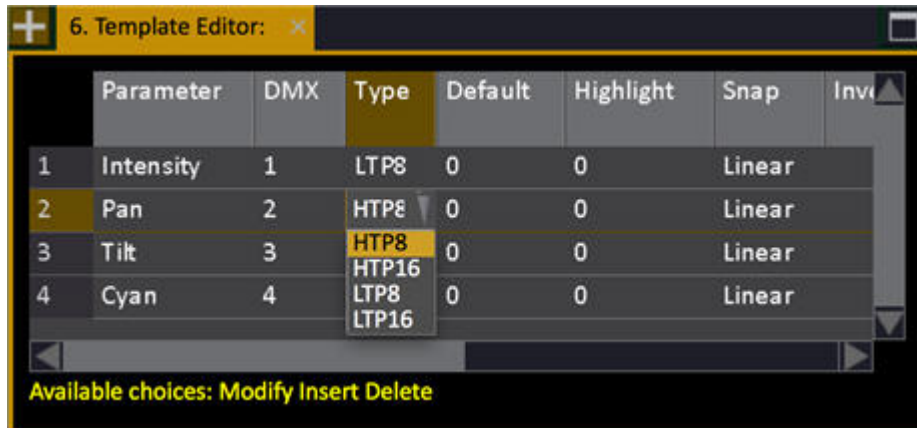 6. Template Editor:
Parameter DMX Type Default Highlight Snap
1 Intensity 1 LTP8 0 0 Linear
2 Pan 2 HTP8 0 0 Linear
3 Tilt 3 HTP8 0 0 Linear
HTP16
4 Cyan 4 LTP8 0 0 Linear
LTP16
Available choices: Modify Insert Delete